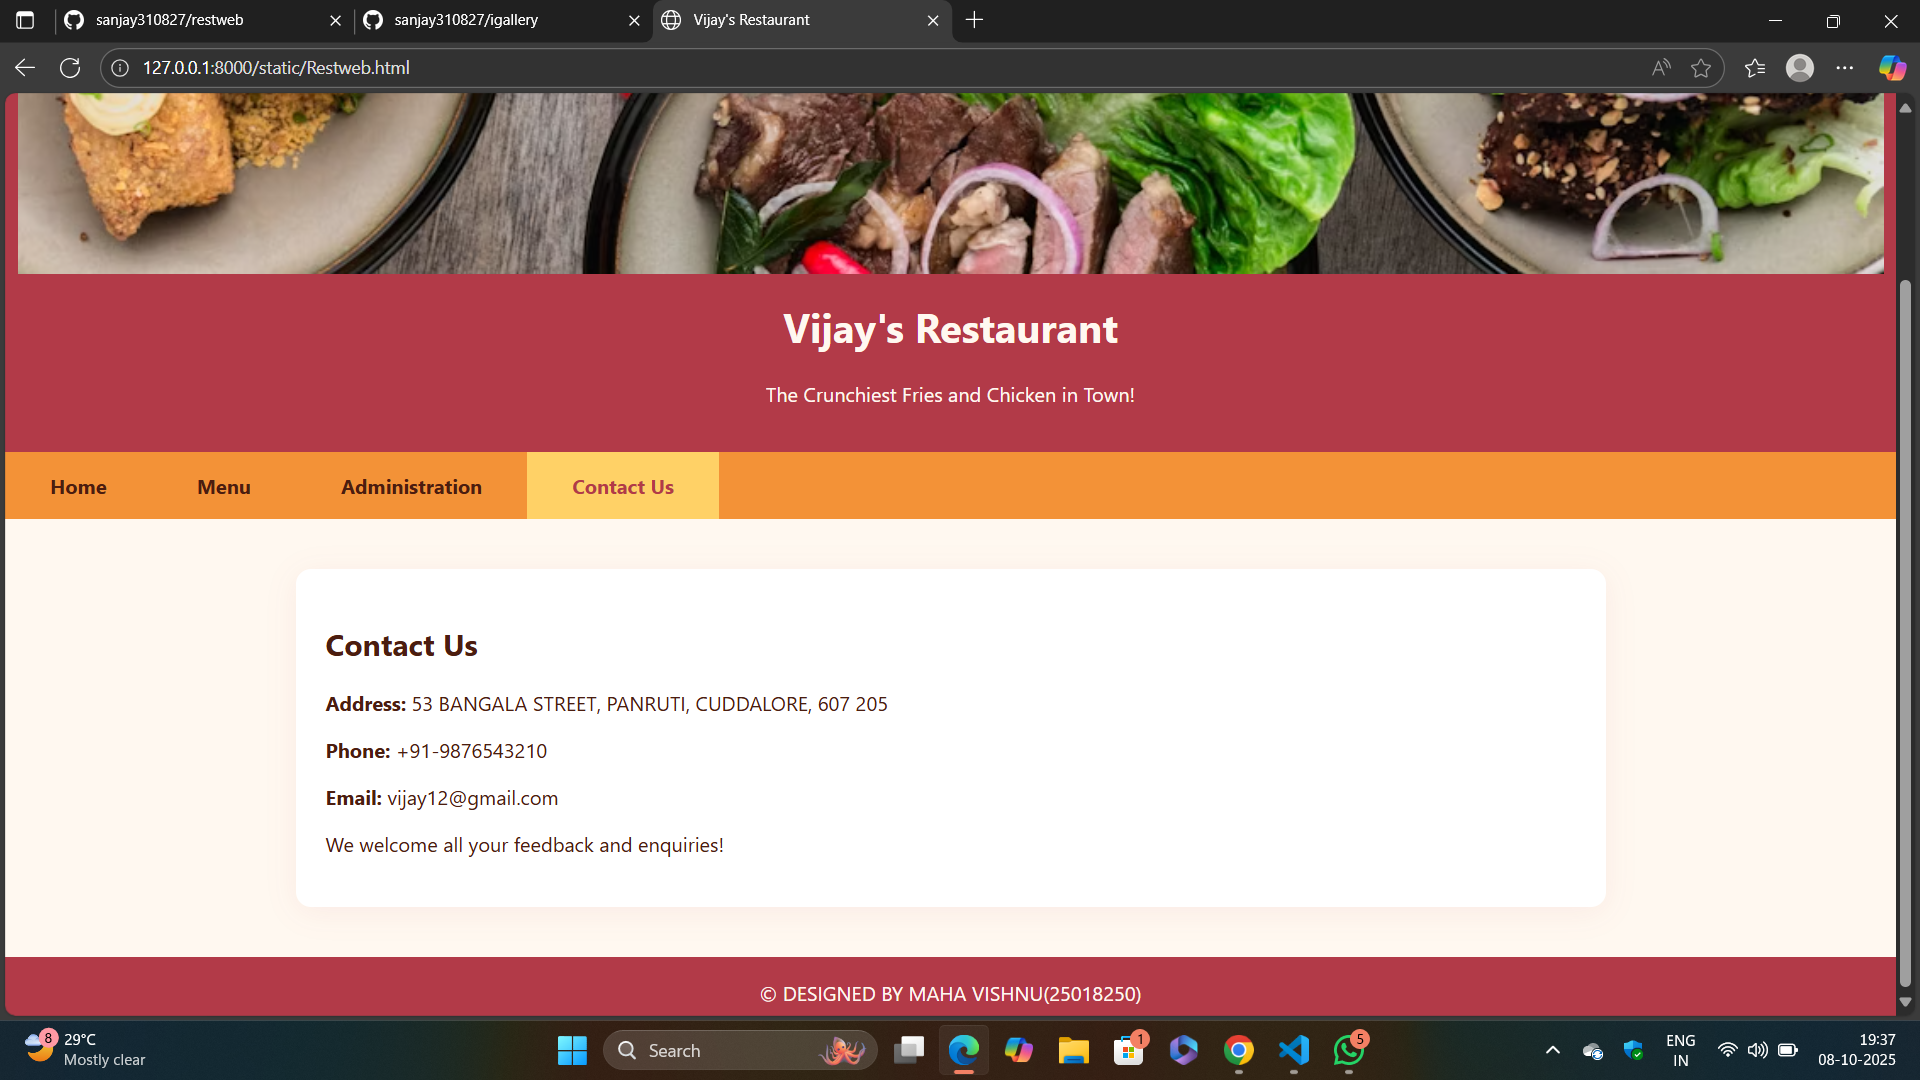 sanjay310827/restweb
sanjay310827/igallery
Vijay's Restaurant
127.0.0.1:8000/static/Restweb.html
Vijay's Restaurant
The Crunchiest Fries and Chicken in Town!
Home
Menu
Administration
Contact Us
Contact Us
Address: 53 BANGALA STREET, PANRUTI, CUDDALORE, 607 205
Phone: +91-9876543210
Email: vijay12@gmail.com
We welcome all your feedback and enquiries!
© DESIGNED BY MAHA VISHNU(25018250)
8
29°C
Mostly clear
Search
1
5
ENG
IN
19:37
08-10-2025